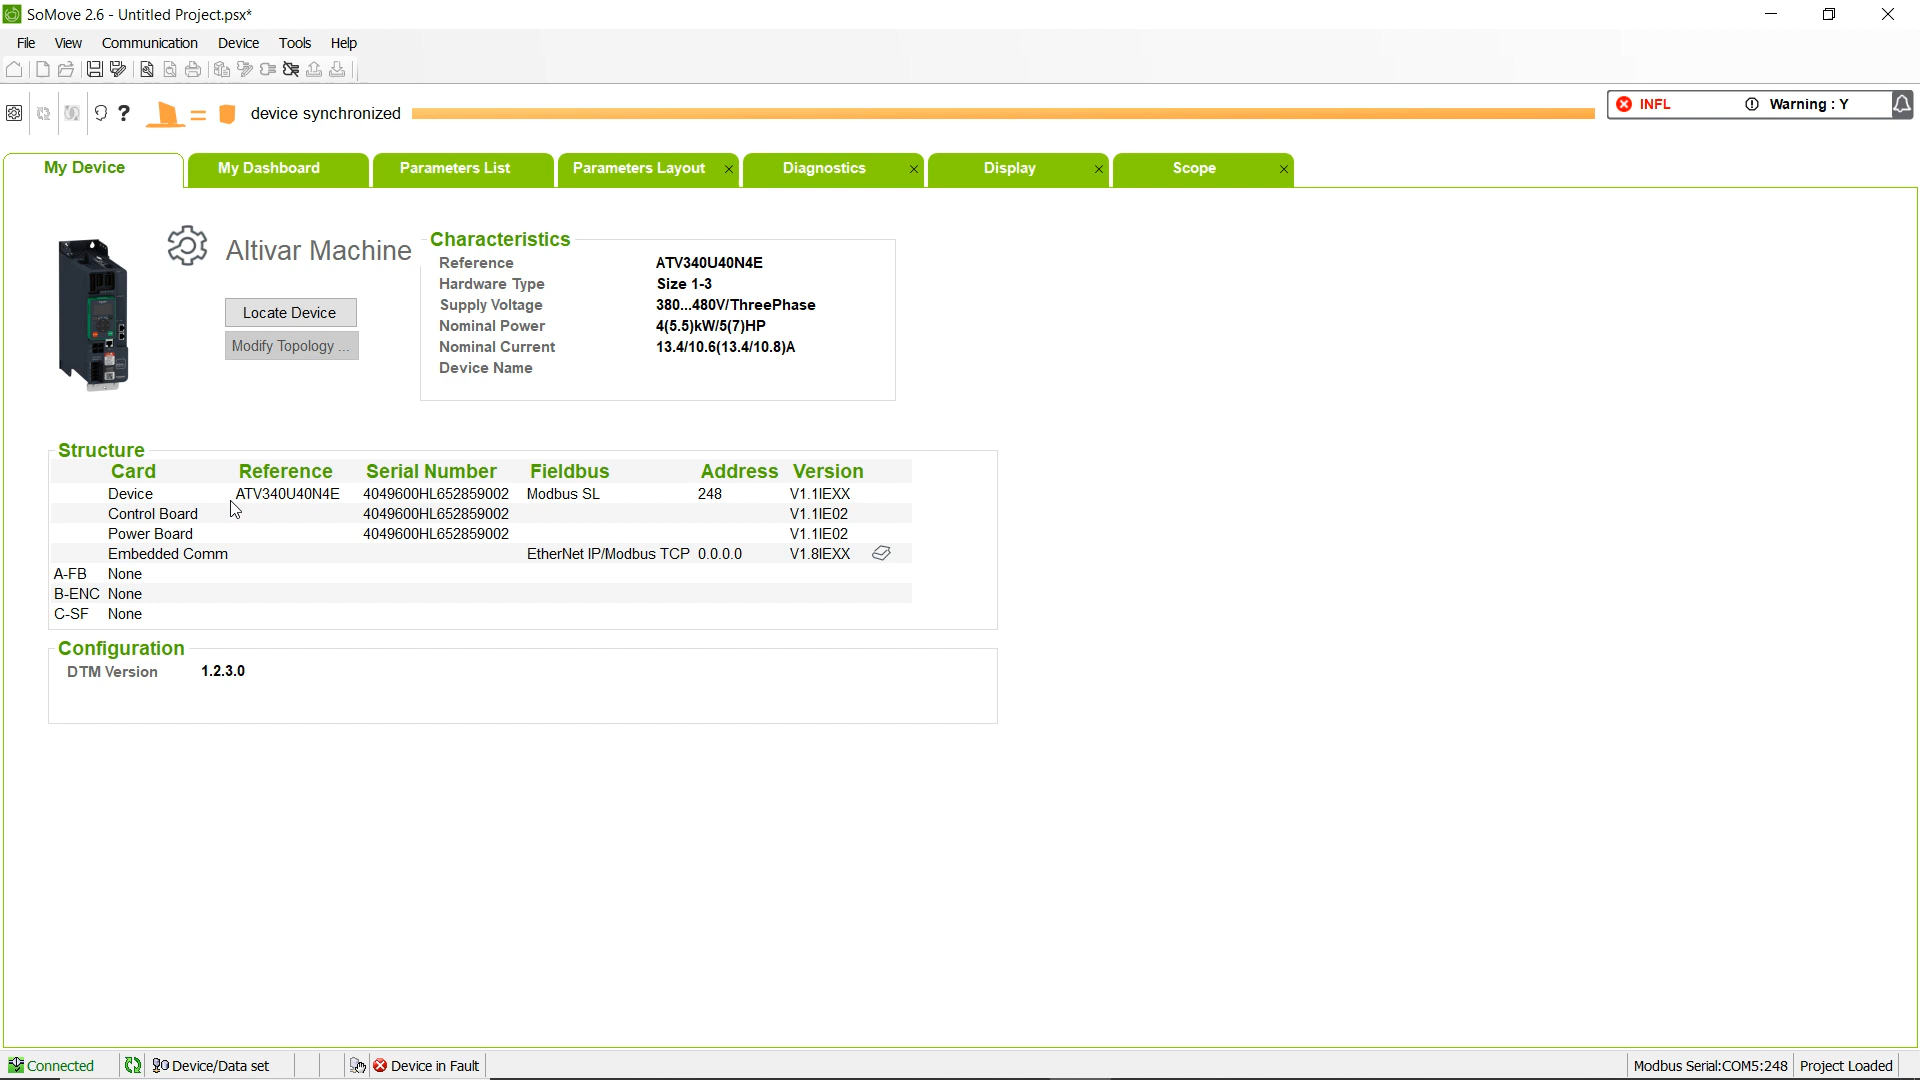 SoMove 2.6 - Untitled Project.psx*
File View Communication Device Tools Help
device synchronized
INFL Warning : Y
My Device My Dashboard Parameters List Parameters Layout Diagnostics Display Scope
Altivar Machine
Locate Device
Modify Topology ...
Characteristics
Reference ATV340U40N4E
Hardware Type Size 1-3
Supply Voltage 380...480V/ThreePhase
Nominal Power 4(5.5)kW/5(7)HP
Nominal Current 13.4/10.6(13.4/10.8)A
Device Name
Structure
Card Reference Serial Number Fieldbus Address Version
Device ATV340U40N4E 4049600HL652859002 Modbus SL 248 V1.1IEXX
Control Board 4049600HL652859002 V1.1IE02
Power Board 4049600HL652859002 V1.1IE02
Embedded Comm EtherNet IP/Modbus TCP 0.0.0.0 V1.8IEXX
A-FB None
B-ENC None
C-SF None
Configuration
DTM Version 1.2.3.0
Connected Device/Data set Device in Fault Modbus Serial:COM5:248 Project Loaded